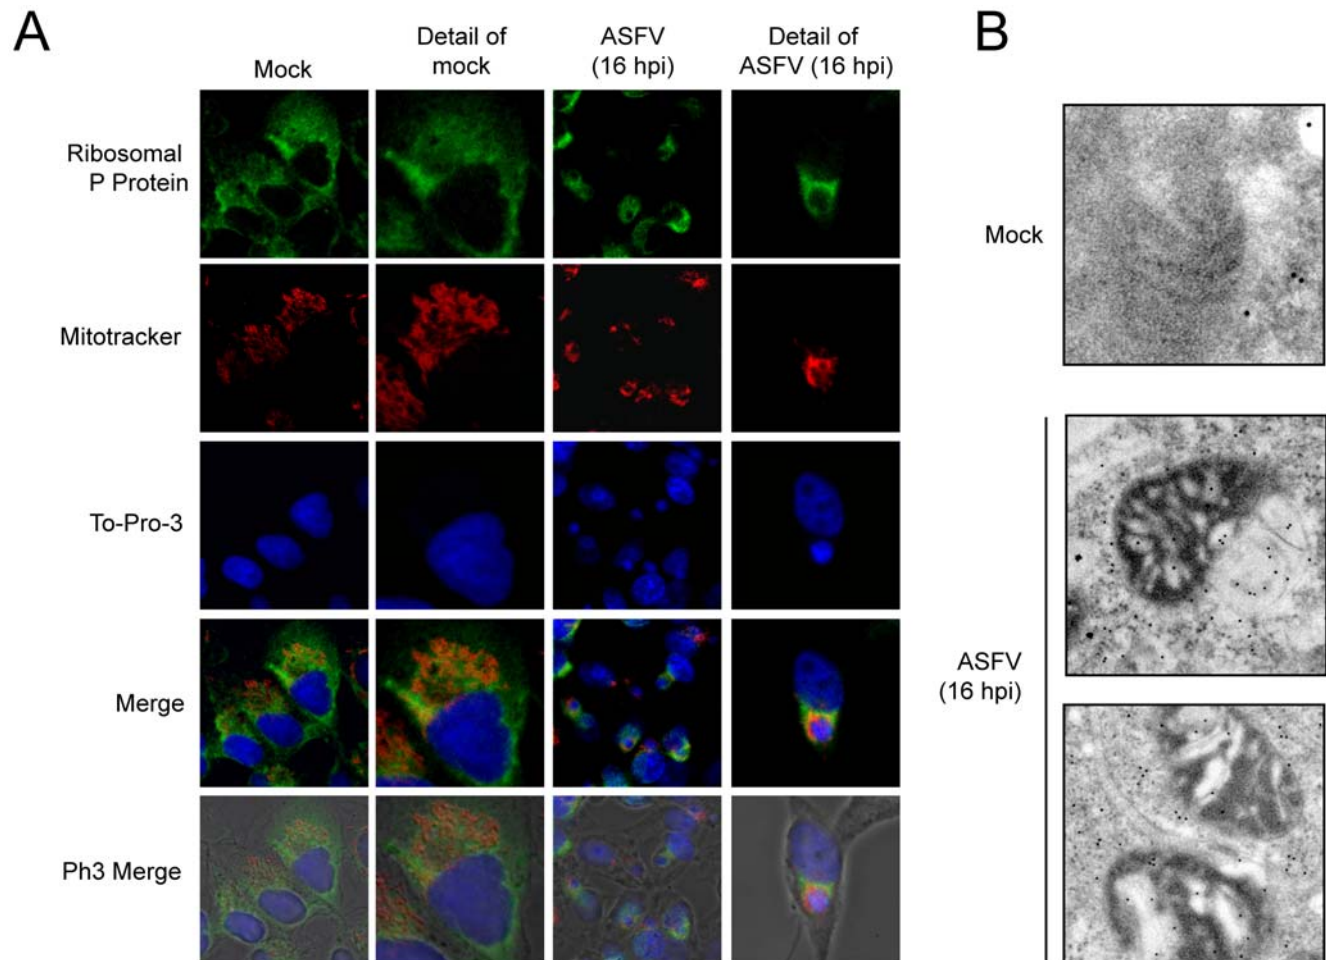 A
B
Mock
Detail of
mock
ASFV
(16 hpi)
Detail of
ASFV (16 hpi)
Ribosomal
P Protein
Mitotracker
To-Pro-3
Merge
Ph3 Merge
Mock
ASFV
(16 hpi)